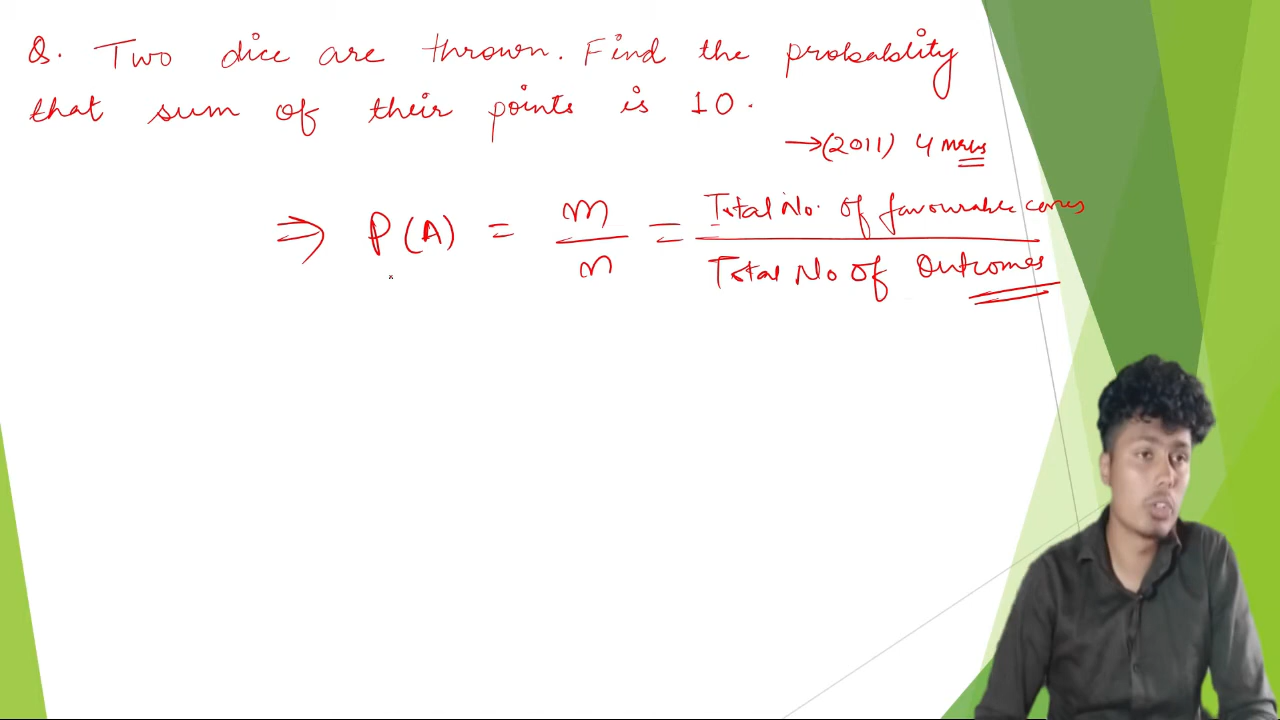 Q. Two dice are thrown. Find the probability
that sum of their points is 10.
→(2011) 4 marks
⇒ P(A) = m/n = Total No. of favourable cases / Total No of Outcomes